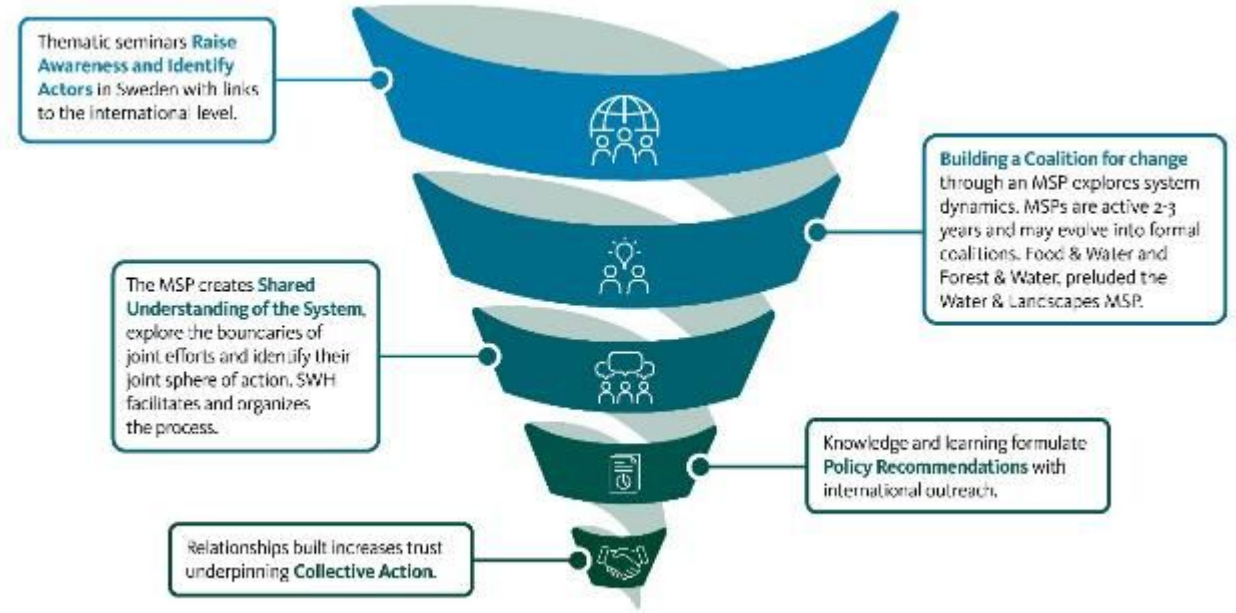 Thematic seminars Raise
Awareness and Identify
Actors in Sweden with links
to the international level.
Building a Coalition for change
through an MSP explores system
dynamics. MSPs are active 2-3
years and may evolve into formal
coalitions. Food & Water and
Forest & Water, preluded the
Water & Landscapes MSP.
The MSP creates Shared
Understanding of the System,
explore the boundaries of
joint efforts and identify their
joint sphere of action. SWH
facilitates and organizes
the process.
Knowledge and learning formulate
Policy Recommendations with
international outreach.
Relationships built increases trust
underpinning Collective Action.